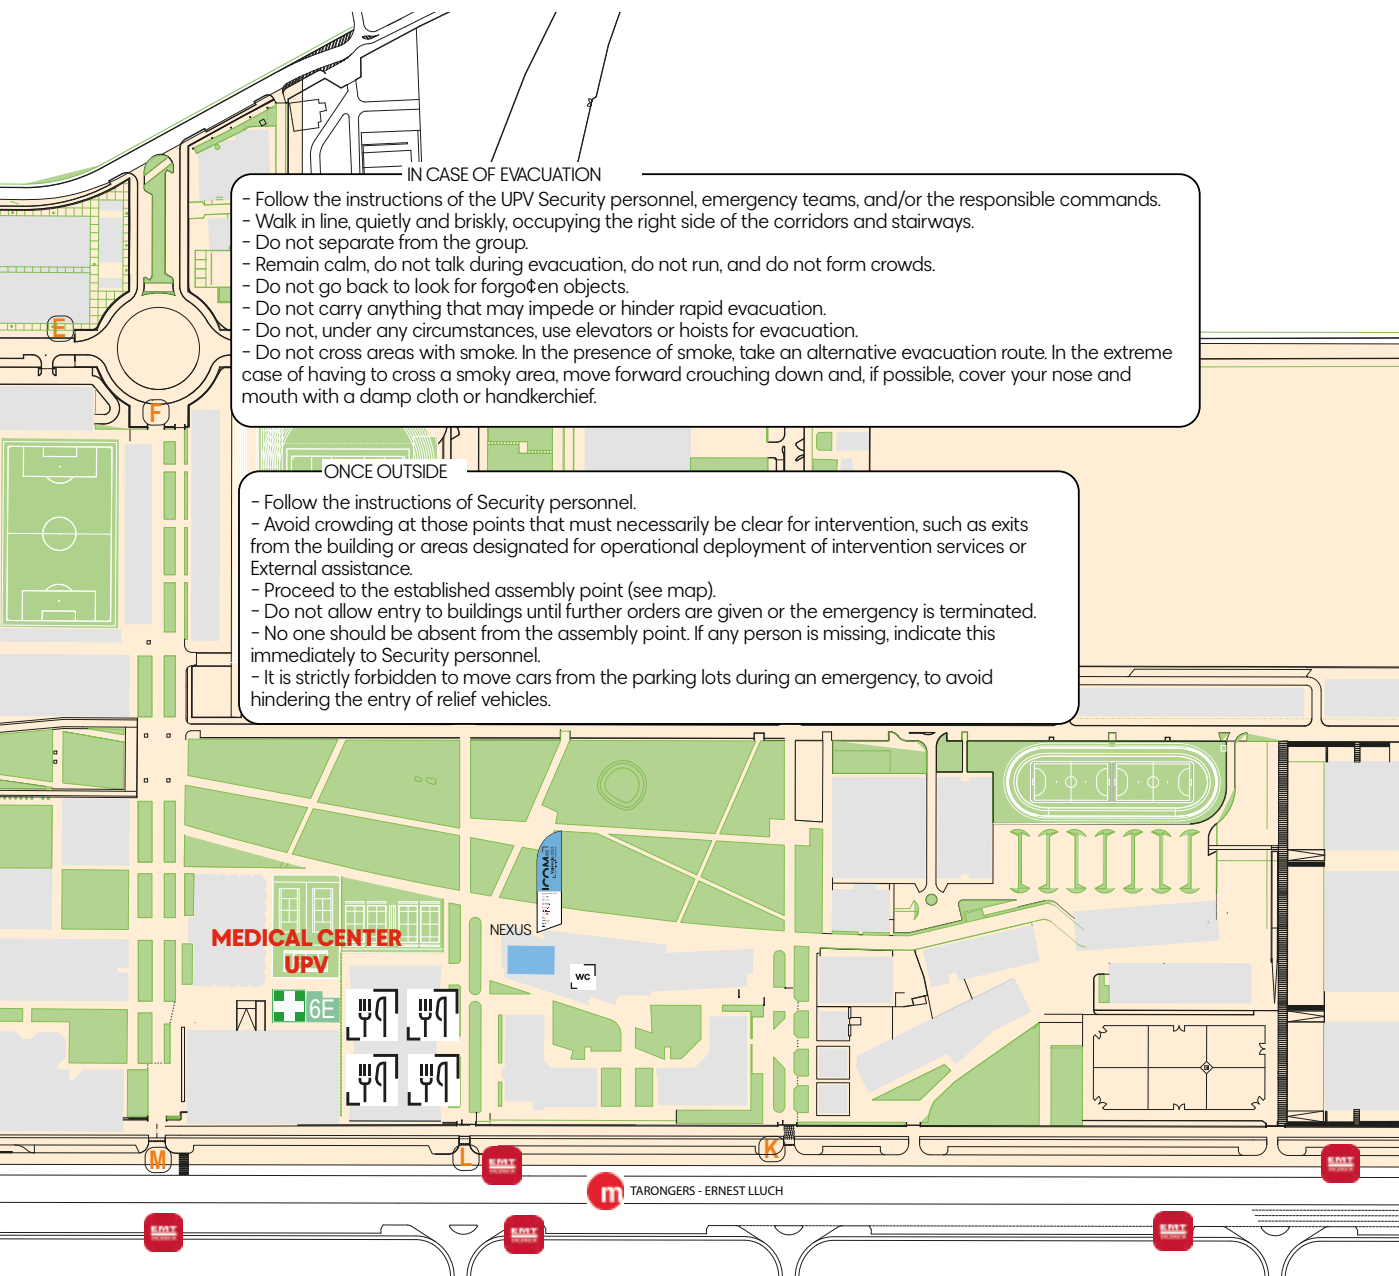 IN CASE OF EVACUATION
- Follow the instructions of the UPV Security personnel, emergency teams, and/or the responsible commands.
- Walk in line, quietly and briskly, occupying the right side of the corridors and stairways.
- Do not separate from the group.
- Remain calm, do not talk during evacuation, do not run, and do not form crowds.
- Do not go back to look for forgo¢en objects.
- Do not carry anything that may impede or hinder rapid evacuation.
- Do not, under any circumstances, use elevators or hoists for evacuation.
- Do not cross areas with smoke. In the presence of smoke, take an alternative evacuation route. In the extreme
case of having to cross a smoky area, move forward crouching down and, if possible, cover your nose and
mouth with a damp cloth or handkerchief.
E
F
ONCE OUTSIDE
- Follow the instructions of Security personnel.
- Avoid crowding at those points that must necessarily be clear for intervention, such as exits
from the building or areas designated for operational deployment of intervention services or
External assistance.
- Proceed to the established assembly point (see map).
- Do not allow entry to buildings until further orders are given or the emergency is terminated.
- No one should be absent from the assembly point. If any person is missing, indicate this
immediately to Security personnel.
- It is strictly forbidden to move cars from the parking lots during an emergency, to avoid
hindering the entry of relief vehicles.
ICOM
NEXUS
MEDICAL CENTER
UPV
WC
6E
M
L
K
EMT
EMT
m TARONGERS - ERNEST LLUCH
EMT
EMT
EMT